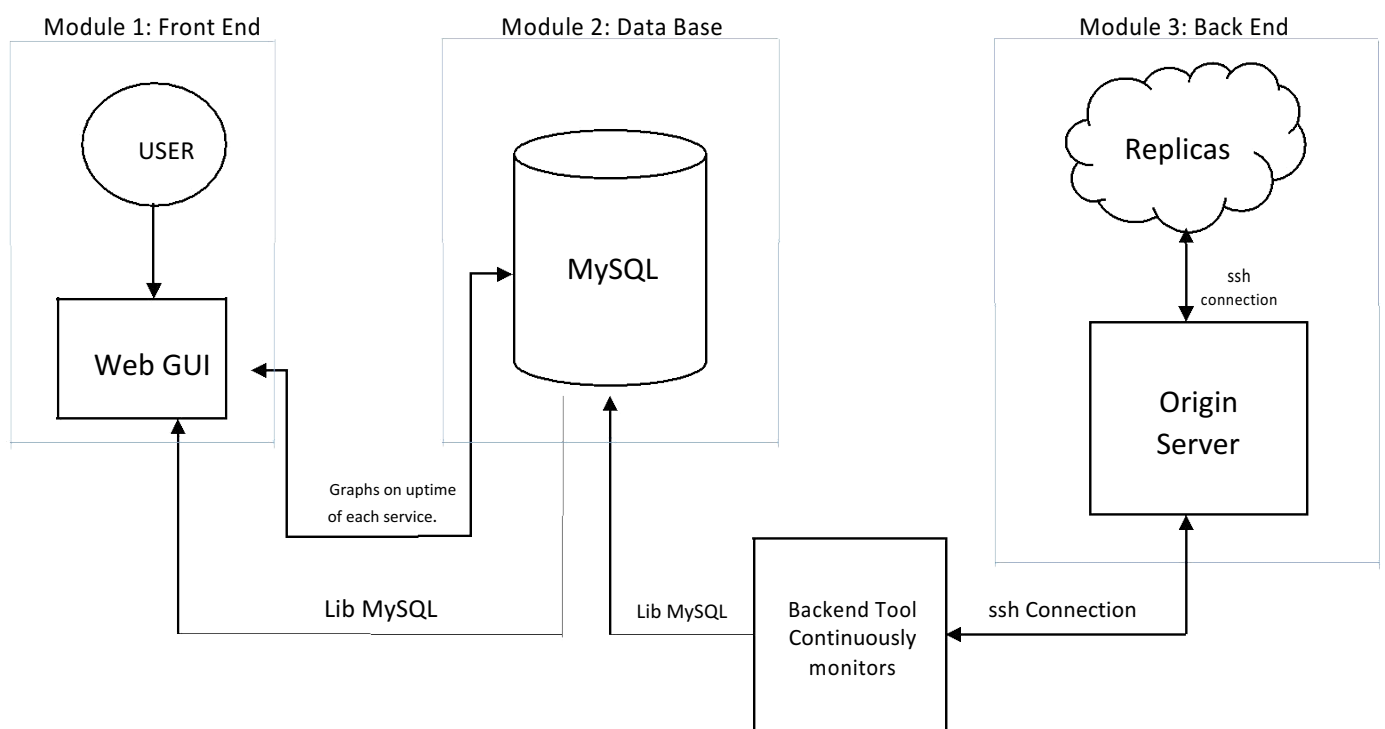 Module 1: Front End
Module 2: Data Base
Module 3: Back End
USER
Web GUI
MySQL
Replicas
ssh
connection
Origin
Server
Graphs on uptime
of each service.
Lib MySQL
Lib MySQL
Backend Tool
Continuously
monitors
ssh Connection